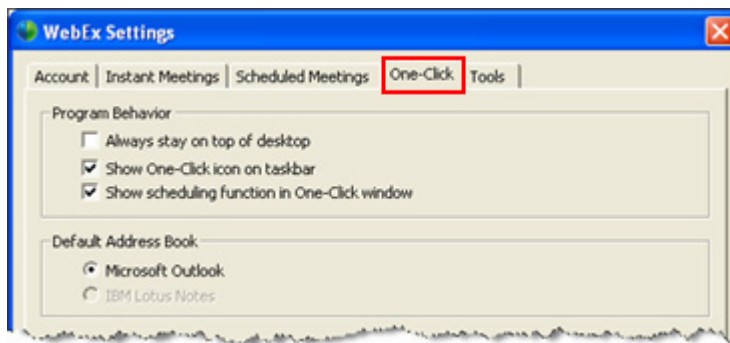 WebEx Settings
Account Instant Meetings Scheduled Meetings One-Click Tools
Program Behavior
Always stay on top of desktop
Show One-Click icon on taskbar
Show scheduling function in One-Click window
Default Address Book
Microsoft Outlook
IBM Lotus Notes